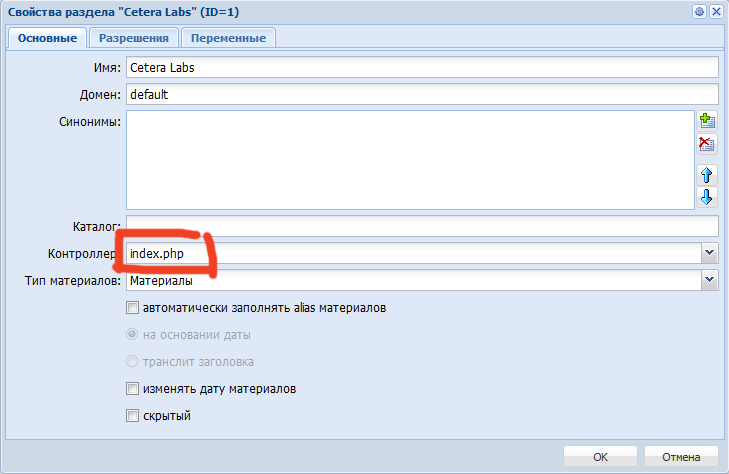 Свойства раздела "Cetera Labs" (ID=1)
Основные Разрешения Переменные
Имя: Cetera Labs
Домен: default
Синонимы:
Каталог:
Контроллер index.php
Тип материалов: Материалы
автоматически заполнять alias материалов
на основании даты
транслит заголовка
изменять дату материалов
скрытый
OK Отмена